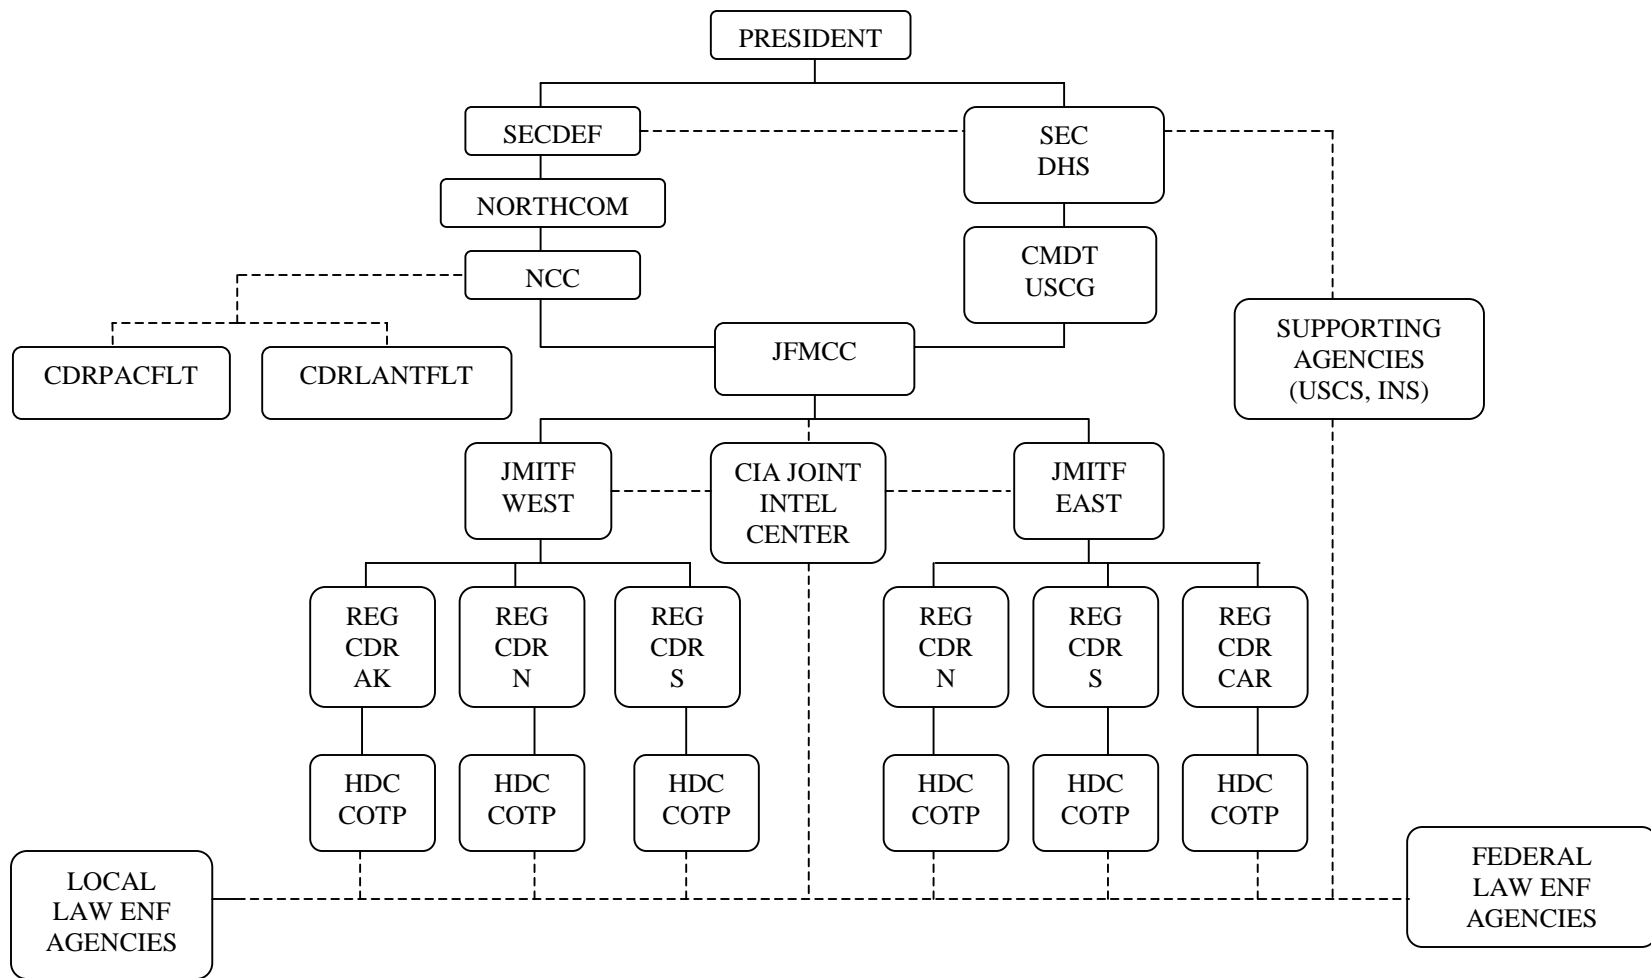 PRESIDENT
SECDEF
SEC
DHS
NORTHCOM
CMDT
USCG
NCC
SUPPORTING
AGENCIES
(USCS, INS)
JFMCC
CDRPACFLT
CDRLANTFLT
JMITF
WEST
CIA JOINT
INTEL
CENTER
JMITF
EAST
REG
CDR
AK
REG
CDR
N
REG
CDR
S
REG
CDR
N
REG
CDR
S
REG
CDR
CAR
HDC
COTP
HDC
COTP
HDC
COTP
HDC
COTP
HDC
COTP
HDC
COTP
LOCAL
LAW ENF
AGENCIES
FEDERAL
LAW ENF
AGENCIES